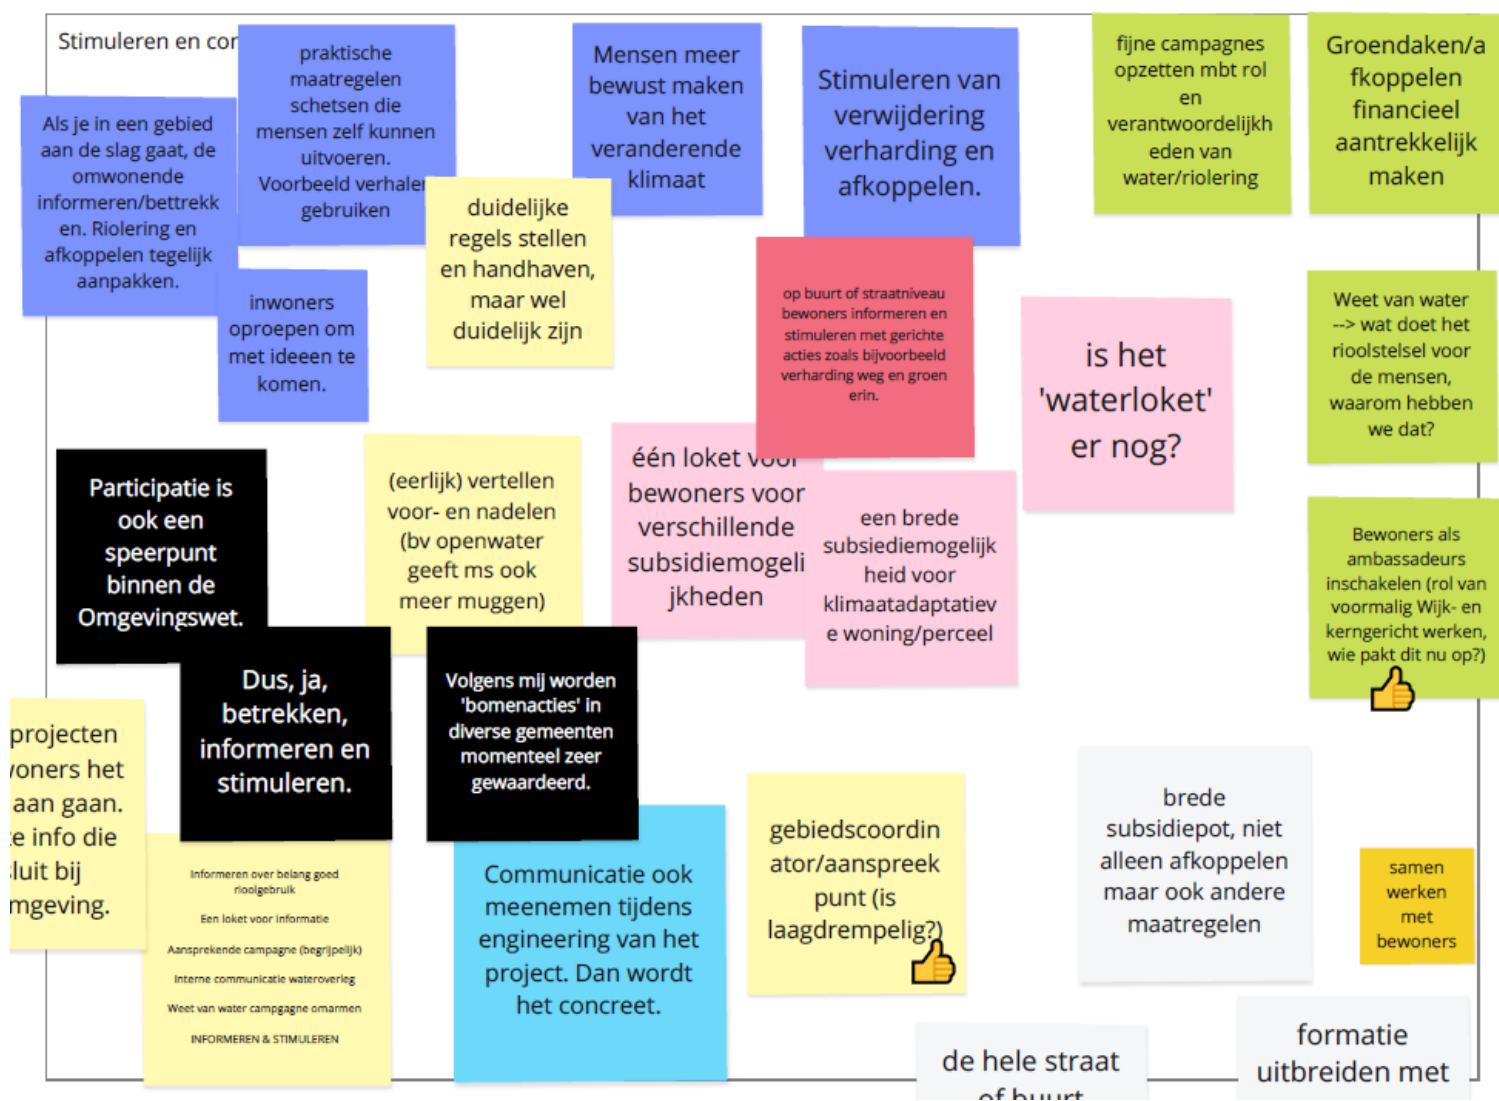 Stimuleren en cor
praktische
maatregelen
schetsen die
mensen zelf kunnen
uitvoeren.
Voorbeeld verhalen
gebruiken
Mensen meer
bewust maken
van het
veranderende
klimaat
Stimuleren van
verwijdering
verharding en
afkoppelen.
fijne campagnes
opzetten mbt rol
en
verantwoordelijkh
eden van
water/riolering
Groendaken/a
fkoppelen
financieel
aantrekkelijk
maken
Als je in een gebied
aan de slag gaat, de
omwonende
informeren/bettrekk
en. Riolering en
afkoppelen tegelijk
aanpakken.
inwoners
oproepen om
met ideeen te
komen.
duidelijke
regels stellen
en handhaven,
maar wel
duidelijk zijn
op buurt of straatniveau
bewoners informeren en
stimuleren met gerichte
acties zoals bijvoorbeeld
verharding weg en groen
erin.
is het
'waterloket'
er nog?
Weet van water
--> wat doet het
rioolstelsel voor
de mensen,
waarom hebben
we dat?
Participatie is
ook een
speerpunt
binnen de
Omgevingswet.
(eerlijk) vertellen
voor- en nadelen
(bv openwater
geeft ms ook
meer muggen)
één loket voor
bewoners voor
verschillende
subsidiemogeli
jkheden
een brede
subsiediemogelijk
heid voor
klimaatadaptatiev
e woning/perceel
Bewoners als
ambassadeurs
inschakelen (rol van
voormalig Wijk- en
kerngericht werken,
wie pakt dit nu op?)
Dus, ja,
betrekken,
informeren en
stimuleren.
Volgens mij worden
'bomenacties' in
diverse gemeenten
momenteel zeer
gewaardeerd.
projecten
woners het
aan gaan.
te info die
sluit bij
mgeving.
Informeren over belang goed
rioolgebruik
Een loket voor informatie
Aansprekende campagne (begrijpelijk)
Interne communicatie wateroverleg
Weet van water campgagne omarmen
INFORMEREN & STIMULEREN
Communicatie ook
meenemen tijdens
engineering van het
project. Dan wordt
het concreet.
gebiedscoordin
ator/aanspreek
punt (is
laagdrempelig?)
brede
subsidiepot, niet
alleen afkoppelen
maar ook andere
maatregelen
samen
werken
met
bewoners
de hele straat
of buurt
formatie
uitbreiden met